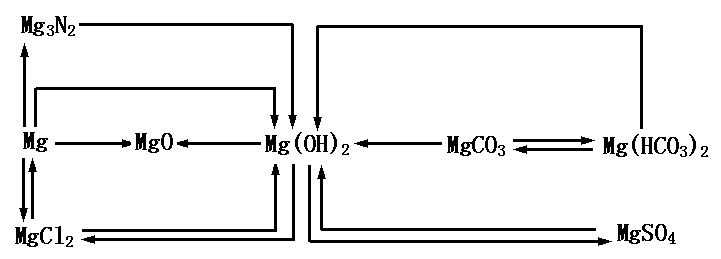 Mg₃N₂
Mg MgO Mg(OH)₂ MgCO₃ Mg(HCO₃)₂
MgCl₂ MgSO₄